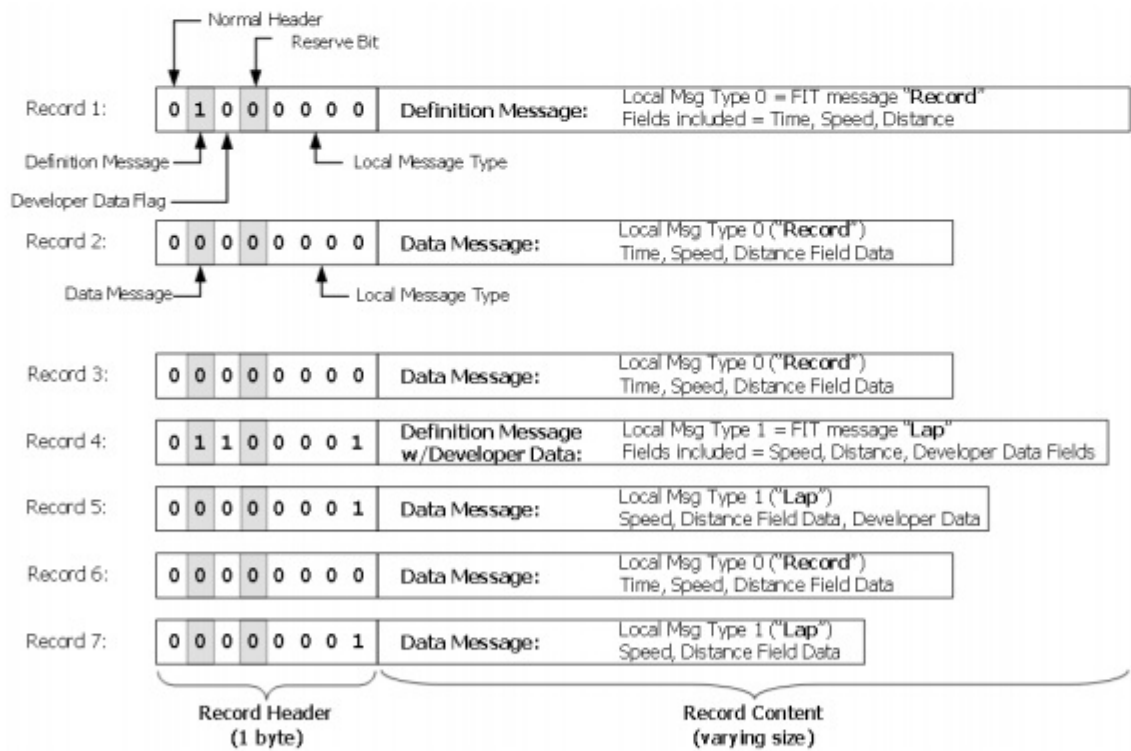 Normal Header
Reserve Bit
Record 1:
0 1 0 0 0 0 0 0
Definition Message:
Local Msg Type 0 = FIT message "Record"
Fields included = Time, Speed, Distance
Definition Message
Local Message Type
Developer Data Flag
Record 2:
0 0 0 0 0 0 0 0
Data Message:
Local Msg Type 0 ("Record")
Time, Speed, Distance Field Data
Data Message
Local Message Type
Record 3:
0 0 0 0 0 0 0 0
Data Message:
Local Msg Type 0 ("Record")
Time, Speed, Distance Field Data
Record 4:
0 1 1 0 0 0 0 1
Definition Message
w/Developer Data:
Local Msg Type 1 = FIT message "Lap"
Fields included = Speed, Distance, Developer Data Fields
Record 5:
0 0 0 0 0 0 0 1
Data Message:
Local Msg Type 1 ("Lap")
Speed, Distance Field Data, Developer Data
Record 6:
0 0 0 0 0 0 0 0
Data Message:
Local Msg Type 0 ("Record")
Time, Speed, Distance Field Data
Record 7:
0 0 0 0 0 0 0 1
Data Message:
Local Msg Type 1 ("Lap")
Speed, Distance Field Data
Record Header
(1 byte)
Record Content
(varying size)